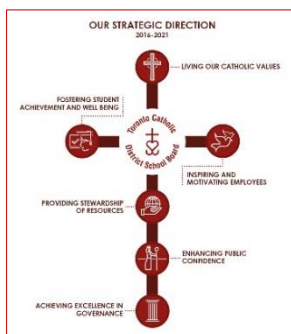 OUR STRATEGIC DIRECTION
2016-2021
LIVING OUR CATHOLIC VALUES
FOSTERING STUDENT
ACHIEVEMENT AND WELL BEING
Toronto Catholic
District School Board
INSPIRING AND
MOTIVATING EMPLOYEES
PROVIDING STEWARDSHIP
OF RESOURCES
ENHANCING PUBLIC
CONFIDENCE
ACHIEVING EXCELLENCE IN
GOVERNANCE